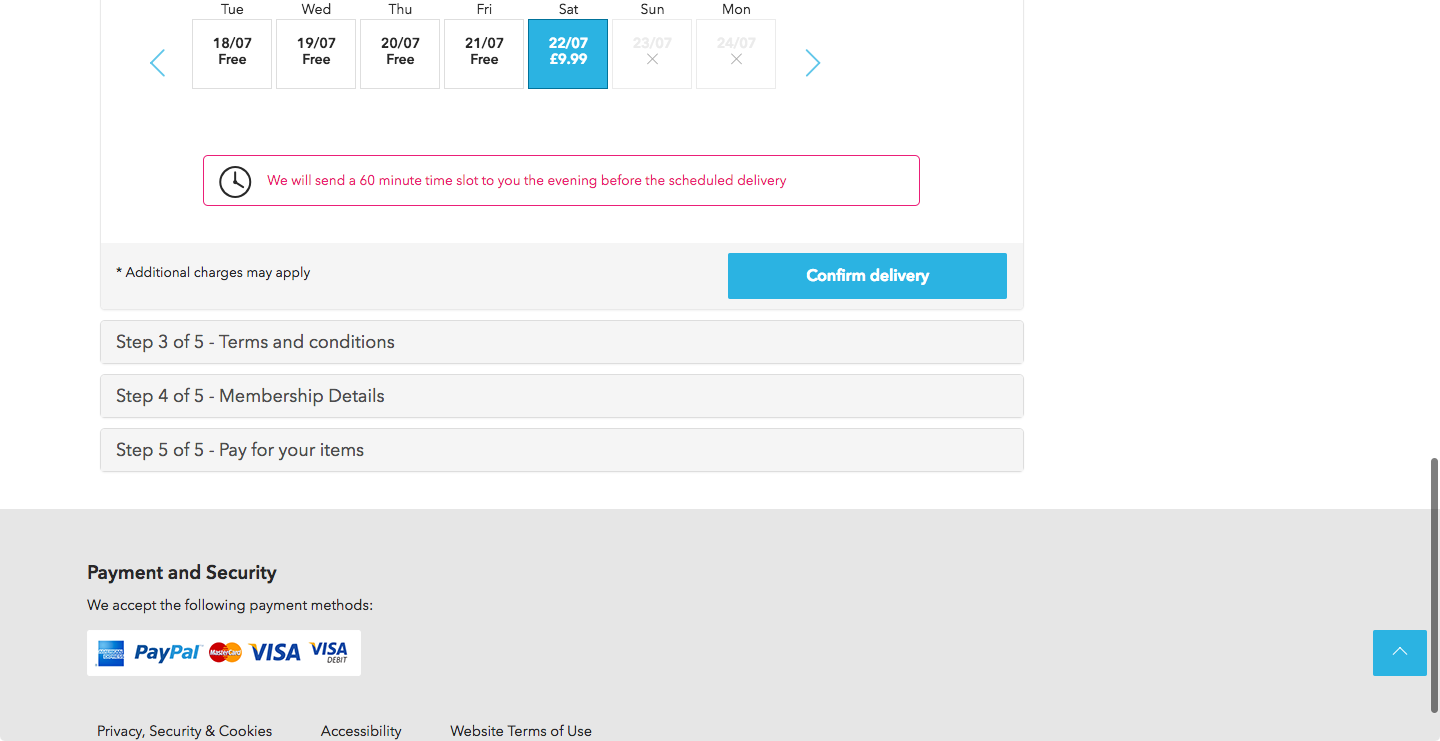 Tue Wed Thu Fri Sat Sun Mon
18/07 19/07 20/07 21/07 22/07 23/07 24/07
Free Free Free Free £9.99
We will send a 60 minute time slot to you the evening before the scheduled delivery
* Additional charges may apply
Confirm delivery
Step 3 of 5 - Terms and conditions
Step 4 of 5 - Membership Details
Step 5 of 5 - Pay for your items
Payment and Security
We accept the following payment methods:
AMERICAN EXPRESS PayPal MasterCard VISA VISA DEBIT
Privacy, Security & Cookies Accessibility Website Terms of Use